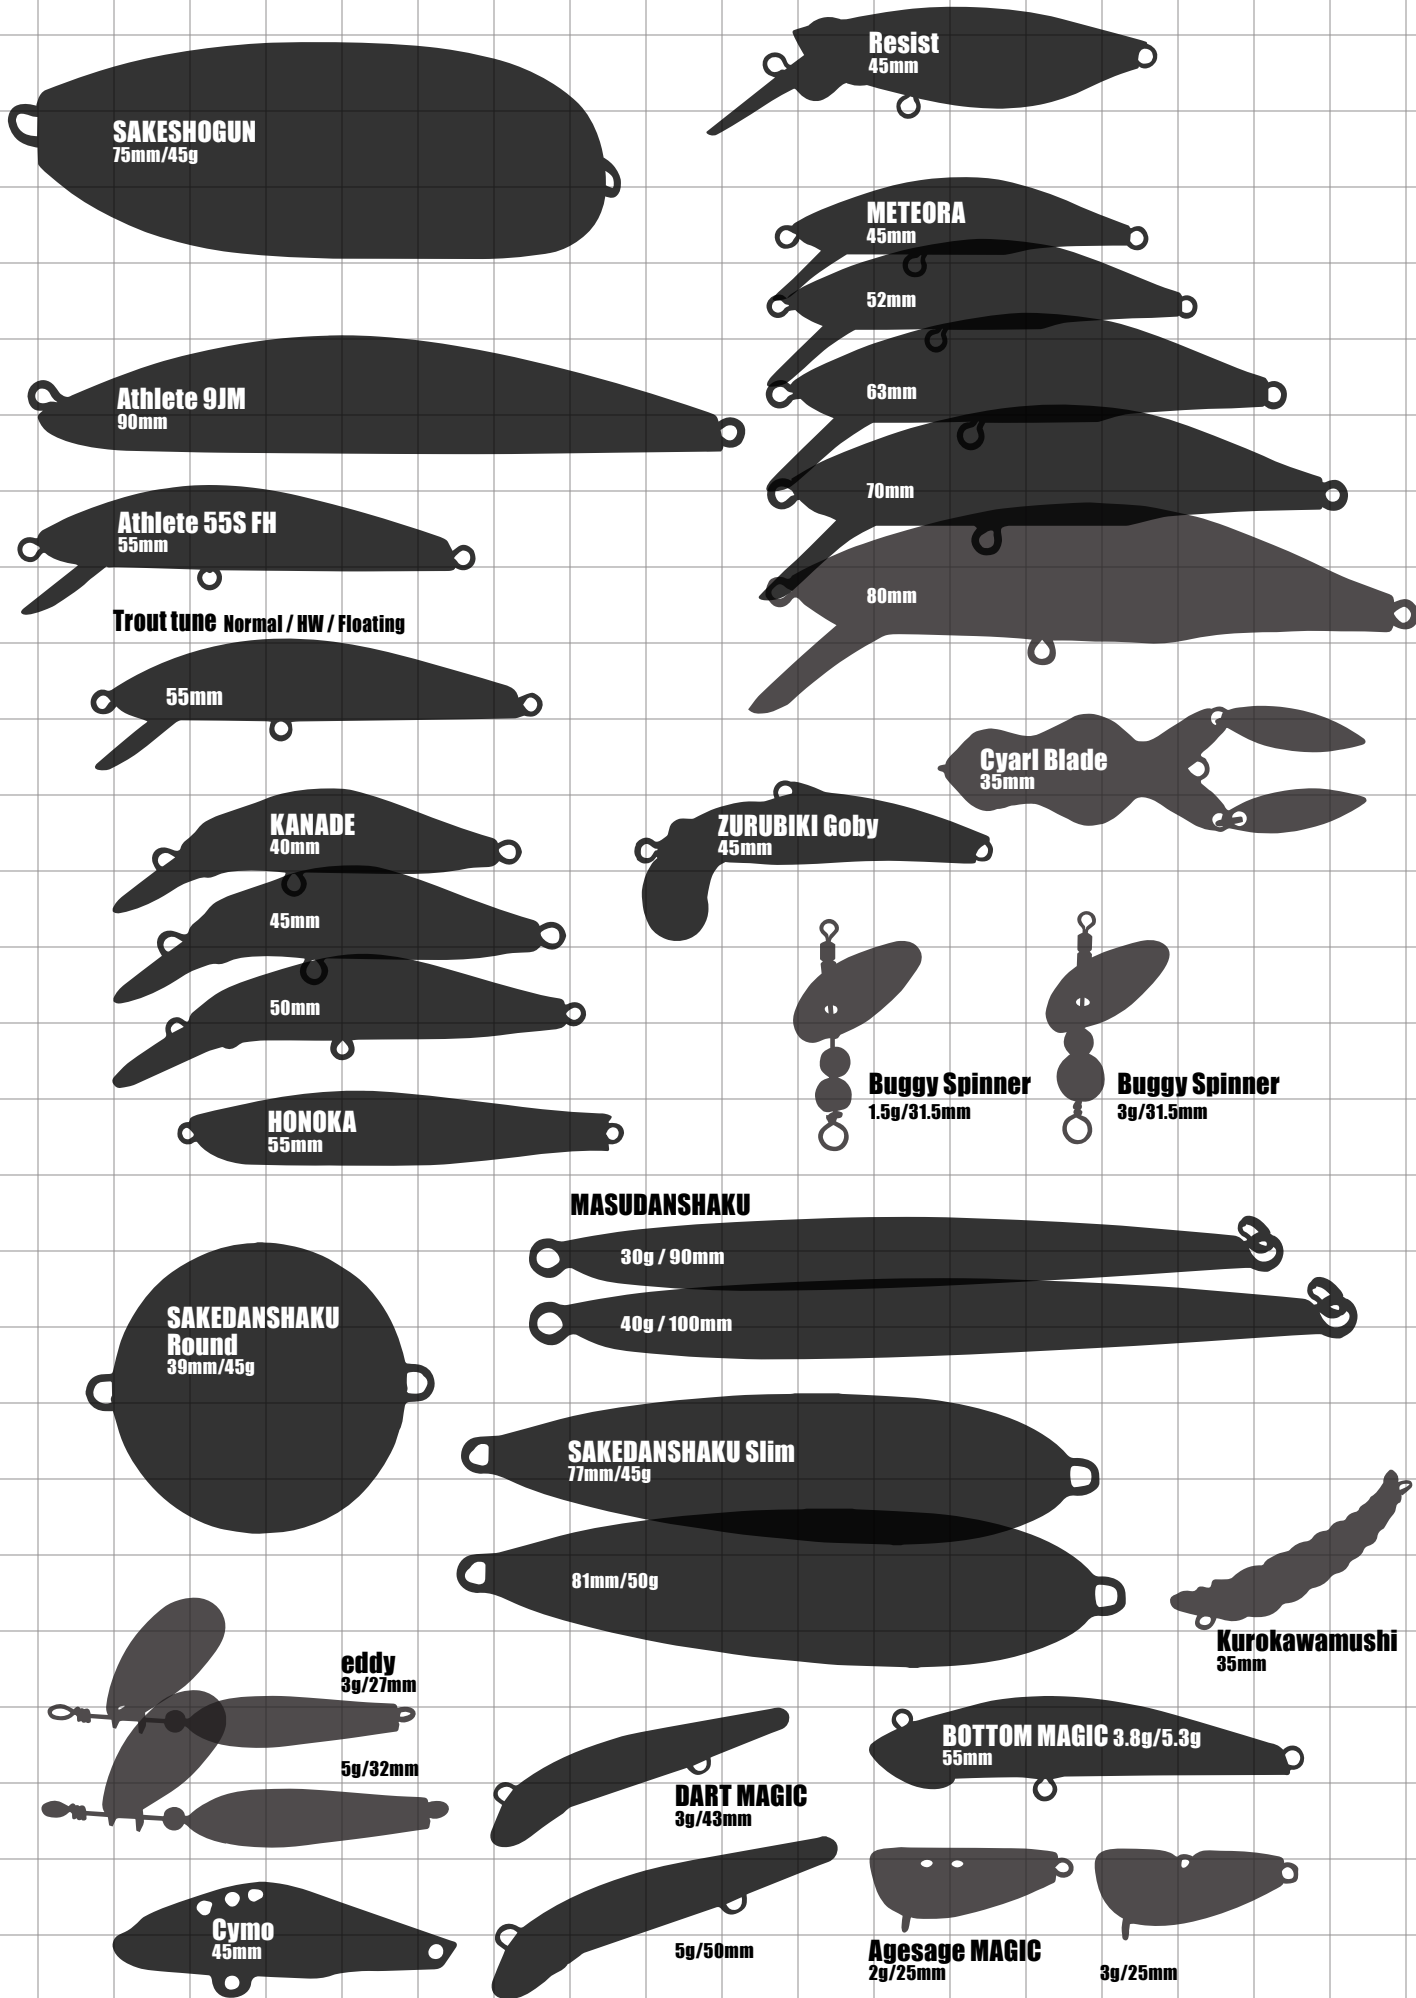 Resist
45mm
SAKESHOGUN
75mm/45g
METEORA
45mm
52mm
63mm
70mm
80mm
Athlete 9JM
90mm
Athlete 55S FH
55mm
Trout tune Normal / HW / Floating
55mm
Cyarl Blade
35mm
KANADE
40mm
45mm
50mm
ZURUBIKI Goby
45mm
Buggy Spinner
1.5g/31.5mm
Buggy Spinner
3g/31.5mm
HONOKA
55mm
MASUDANSHAKU
30g / 90mm
40g / 100mm
SAKEDANSHAKU
Round
39mm/45g
SAKEDANSHAKU Slim
77mm/45g
81mm/50g
Kurokawamushi
35mm
eddy
3g/27mm
5g/32mm
BOTTOM MAGIC 3.8g/5.3g
55mm
DART MAGIC
3g/43mm
5g/50mm
Cymo
45mm
Agesage MAGIC
2g/25mm
3g/25mm